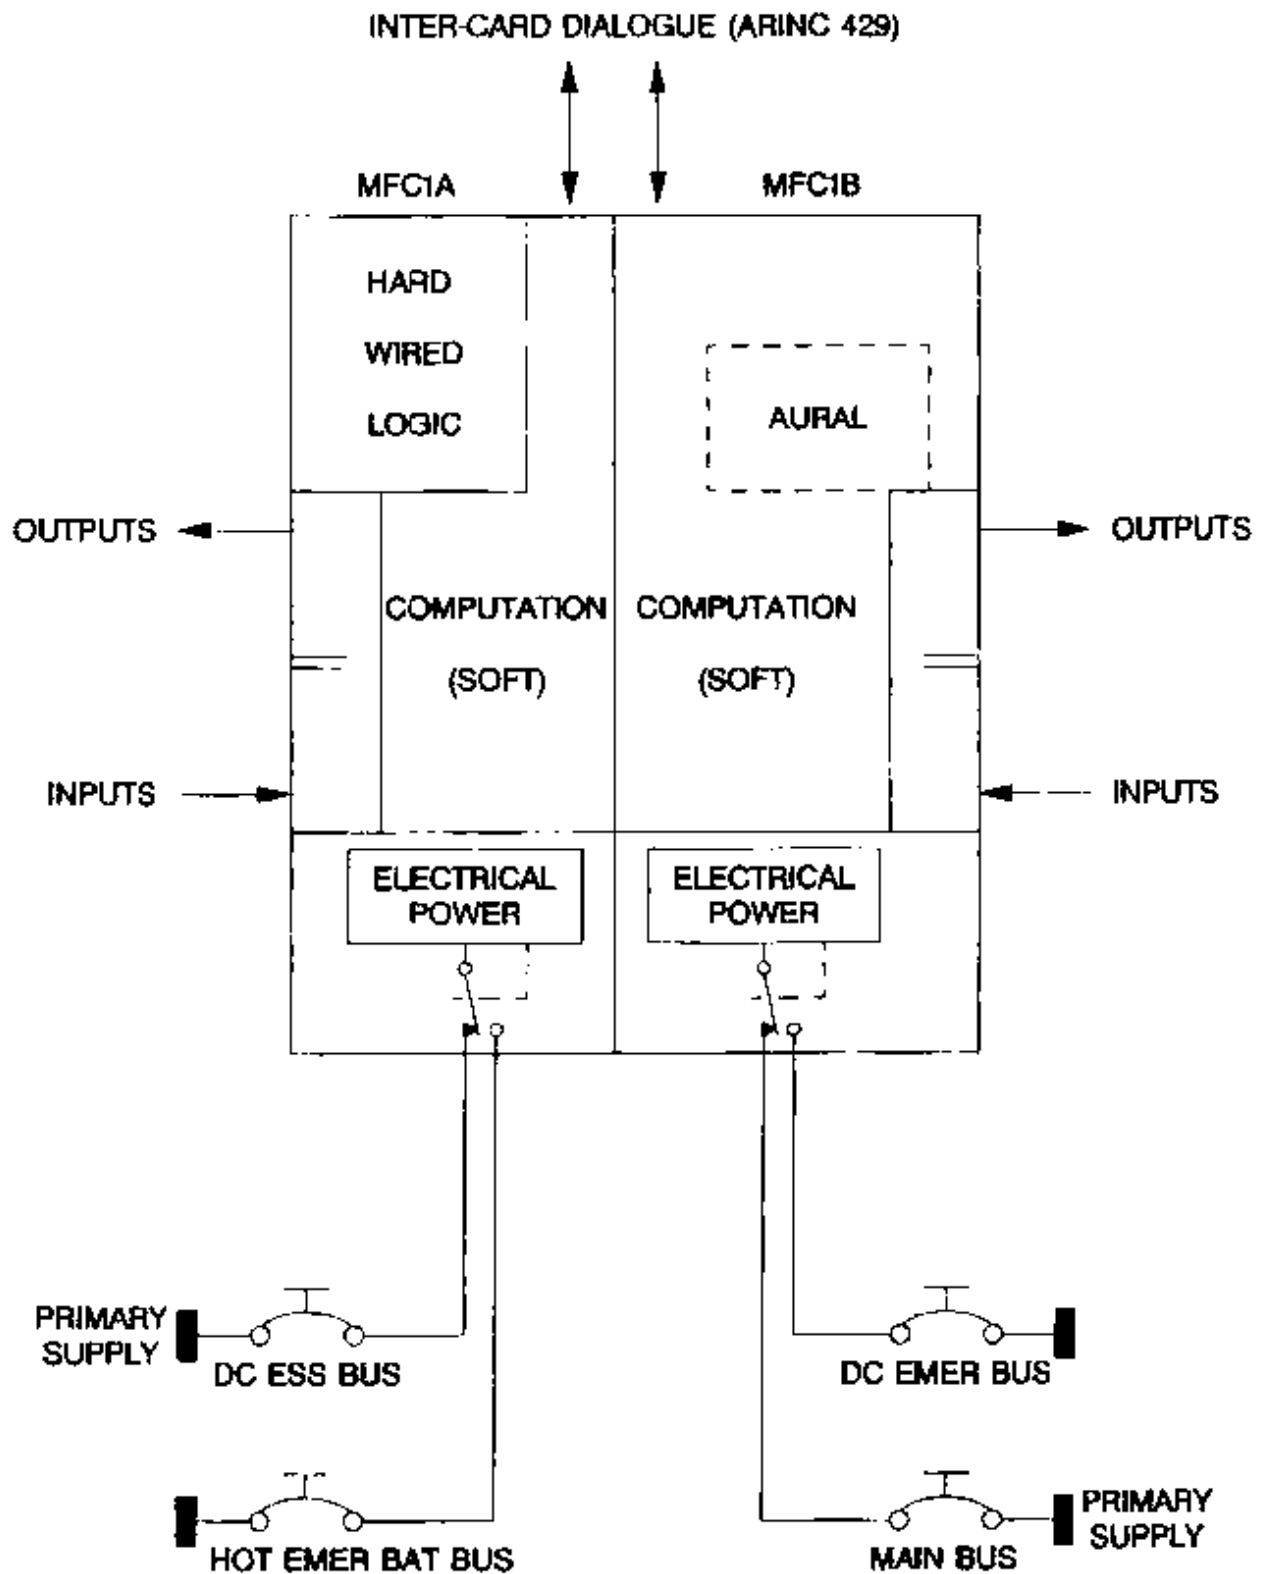 INTER-CARD DIALOGUE (ARINC 429)
MFC1A
MFC1B
HARD
WIRED
LOGIC
AURAL
OUTPUTS
OUTPUTS
COMPUTATION
(SOFT)
COMPUTATION
(SOFT)
INPUTS
INPUTS
ELECTRICAL
POWER
ELECTRICAL
POWER
PRIMARY
SUPPLY
DC ESS BUS
DC EMER BUS
HOT EMER BAT BUS
MAIN BUS
PRIMARY
SUPPLY